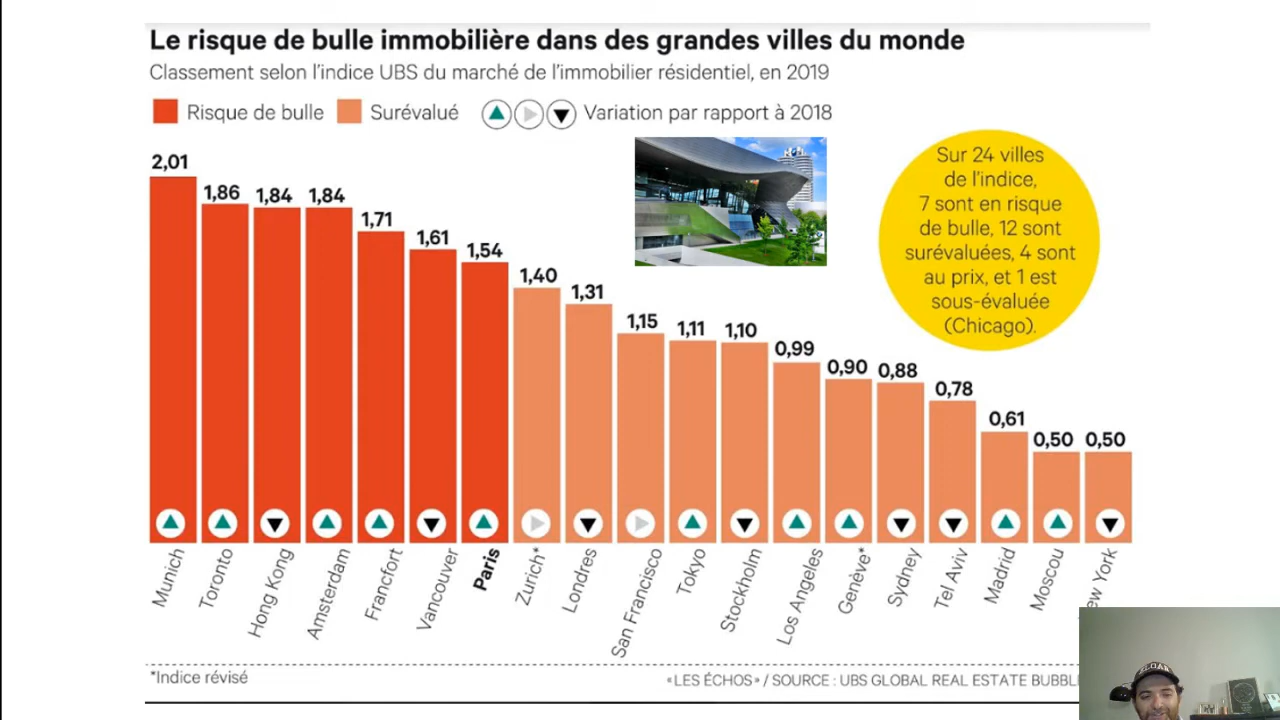 Le risque de bulle immobilière dans des grandes villes du monde
Classement selon l'indice UBS du marché de l'immobilier résidentiel, en 2019
Risque de bulle
Surévalué
Variation par rapport à 2018
Sur 24 villes
de l'indice,
7 sont en risque
de bulle, 12 sont
surévaluées, 4 sont
au prix, et 1 est
sous-évaluée
(Chicago).
2,01
1,86
1,84
1,84
1,71
1,61
1,54
1,40
1,31
1,15
1,11
1,10
0,99
0,90
0,88
0,78
0,61
0,50
0,50
Munich
Toronto
Hong Kong
Amsterdam
Francfort
Vancouver
Paris
Zurich*
Londres
San Francisco
Tokyo
Stockholm
Los Angeles
Genève*
Sydney
Tel Aviv
Madrid
Moscou
York
*Indice révisé
«LES ÉCHOS» / SOURCE : UBS GLOBAL REAL ESTATE